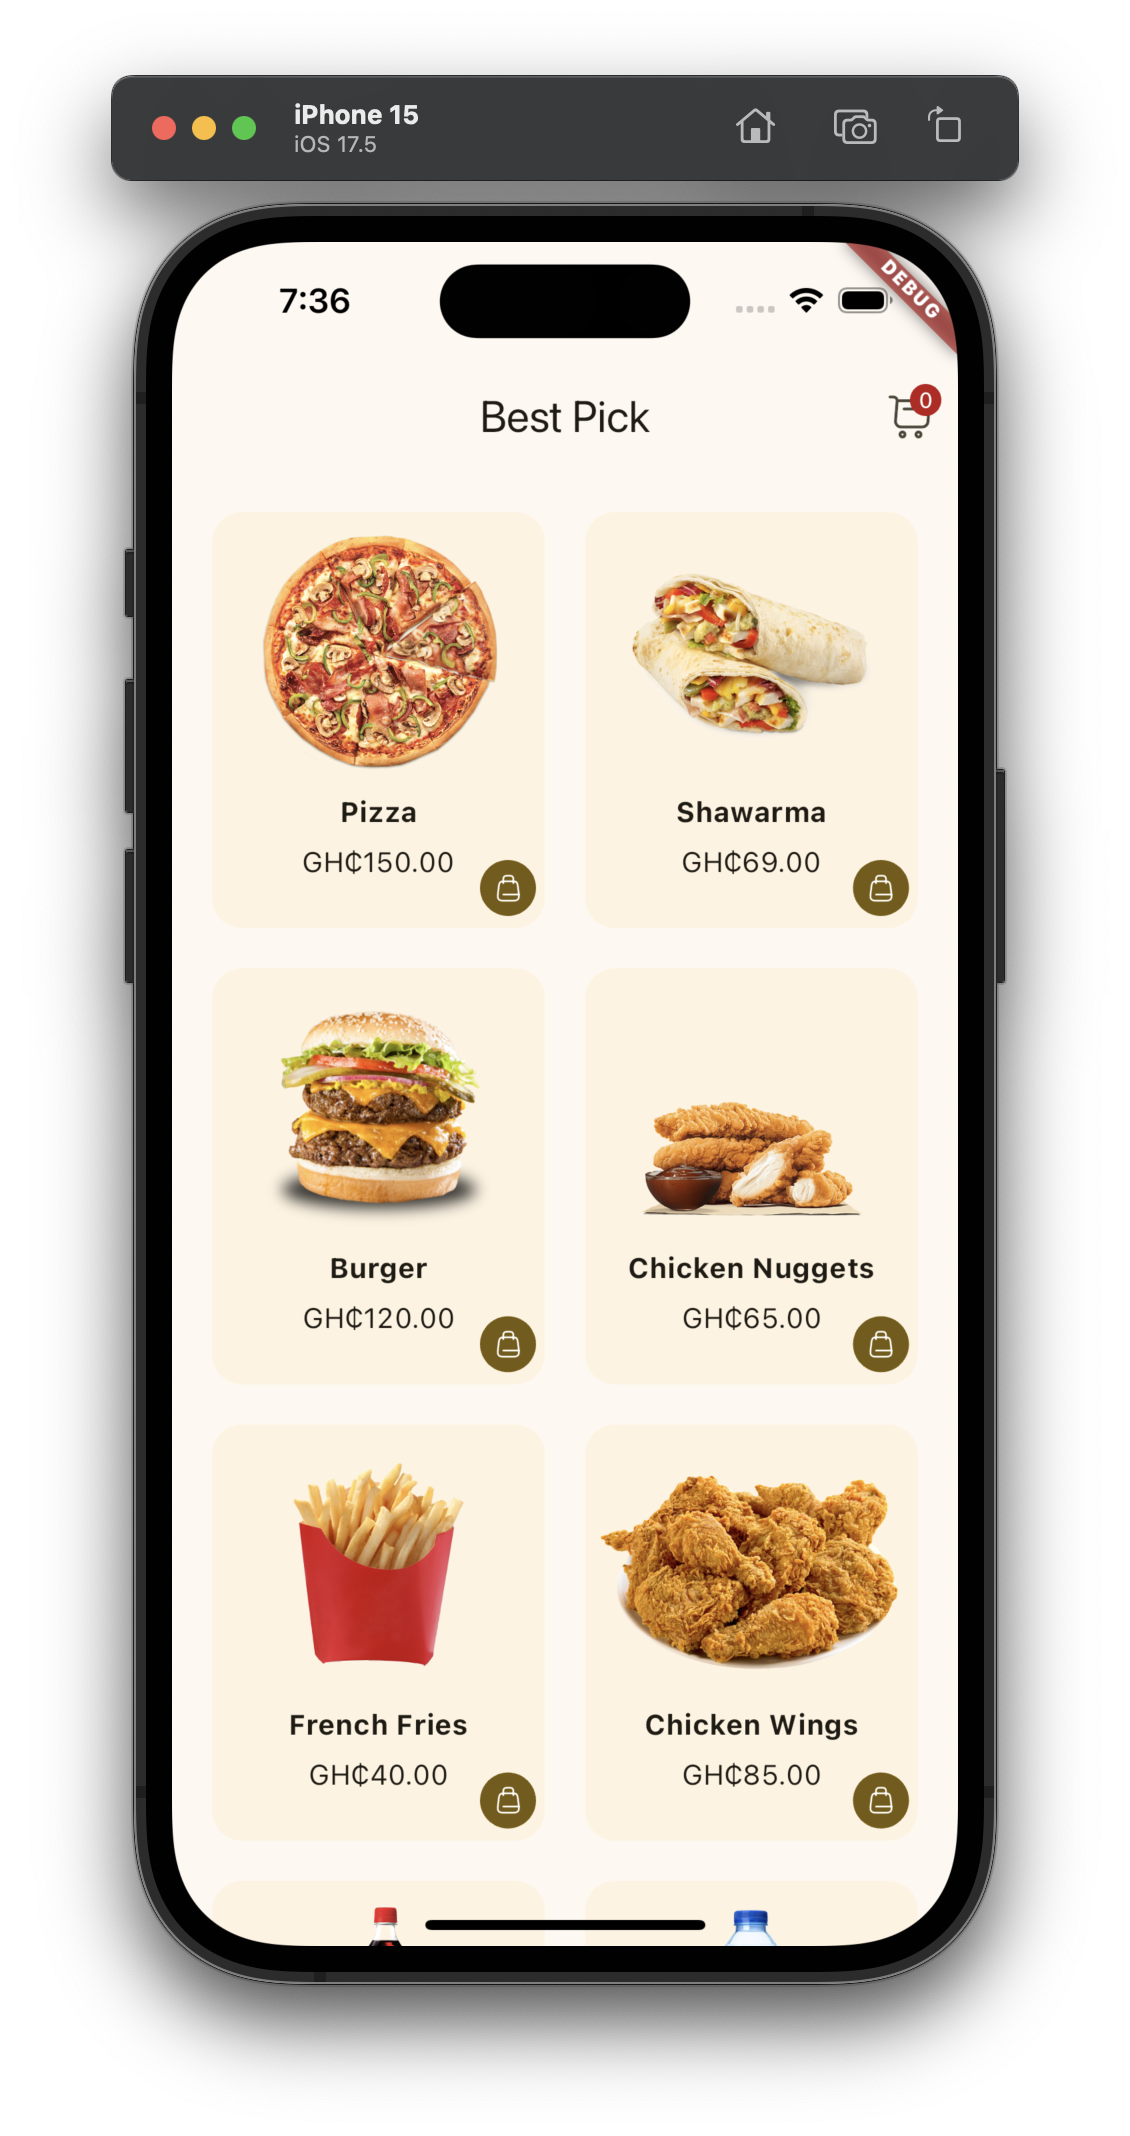 iPhone 15
iOS 17.5
7:36
DEBUG
Best Pick
0
Pizza
GH₵150.00
Shawarma
GH₵69.00
Burger
GH₵120.00
Chicken Nuggets
GH₵65.00
French Fries
GH₵40.00
Chicken Wings
GH₵85.00